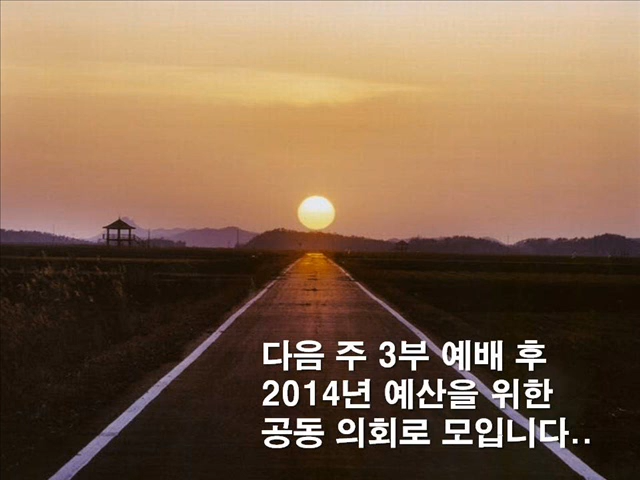 다음 주 3부 예배 후
2014년 예산을 위한
공동 의회로 모입니다..